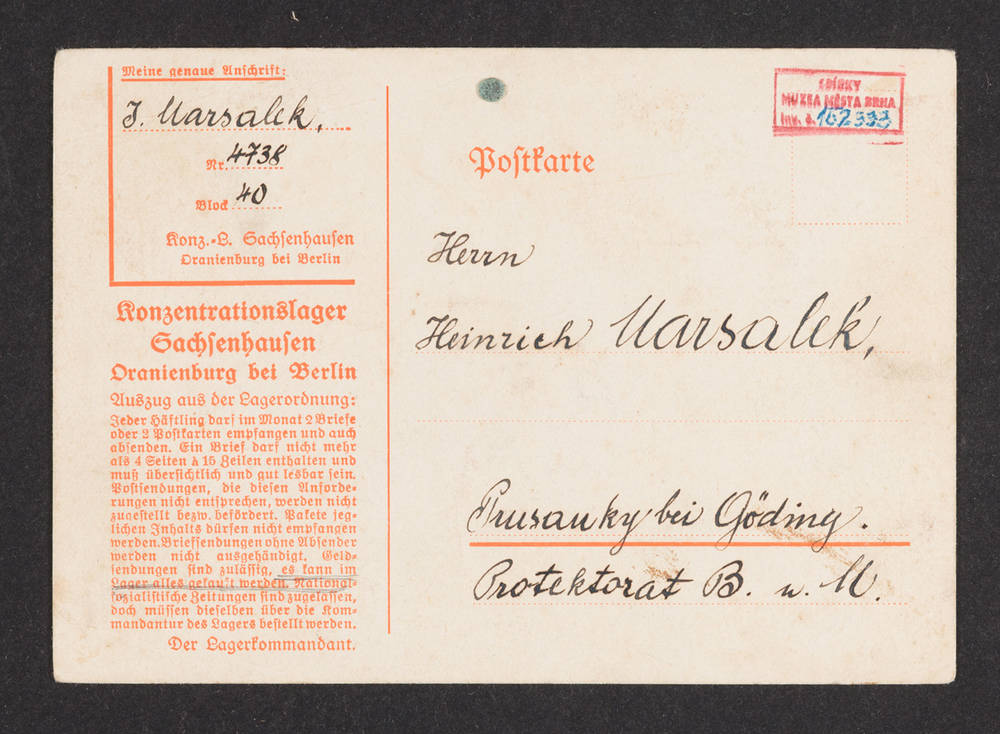 Meine genaue Anschrift:
J. Marsalek,
Nr. 4738
Block 40
Konz.-L. Sachsenhausen
Oranienburg bei Berlin
Konzentrationslager
Sachsenhausen
Oranienburg bei Berlin
Auszug aus der Lagerordnung:
Jeder Häftling darf im Monat 2 Briefe
oder 2 Postkarten empfangen und auch
absenden. Ein Brief darf nicht mehr
als 4 Seiten à 15 Zeilen enthalten und
muß übersichtlich und gut lesbar sein.
Postsendungen, die diesen Anforde-
rungen nicht entsprechen, werden nicht
zugestellt bezw. befördert. Pakete jeg-
lichen Inhalts dürfen nicht empfangen
werden. Briefsendungen ohne Absender
werden nicht ausgehändigt. Geld-
sendungen sind zulässig, es kann im
Lager alles gekauft werden. National-
sozialistische Zeitungen sind zugelassen,
doch müssen dieselben über die Kom-
mandantur des Lagers bestellt werden.
Der Lagerkommandant.
SBÍRKY
MUZEA MĚSTA BRNA
Inv. č. 162333
Postkarte
Herrn
Heinrich Marsalek,
Prusanky bei Göding.
Protektorat B. u. M.